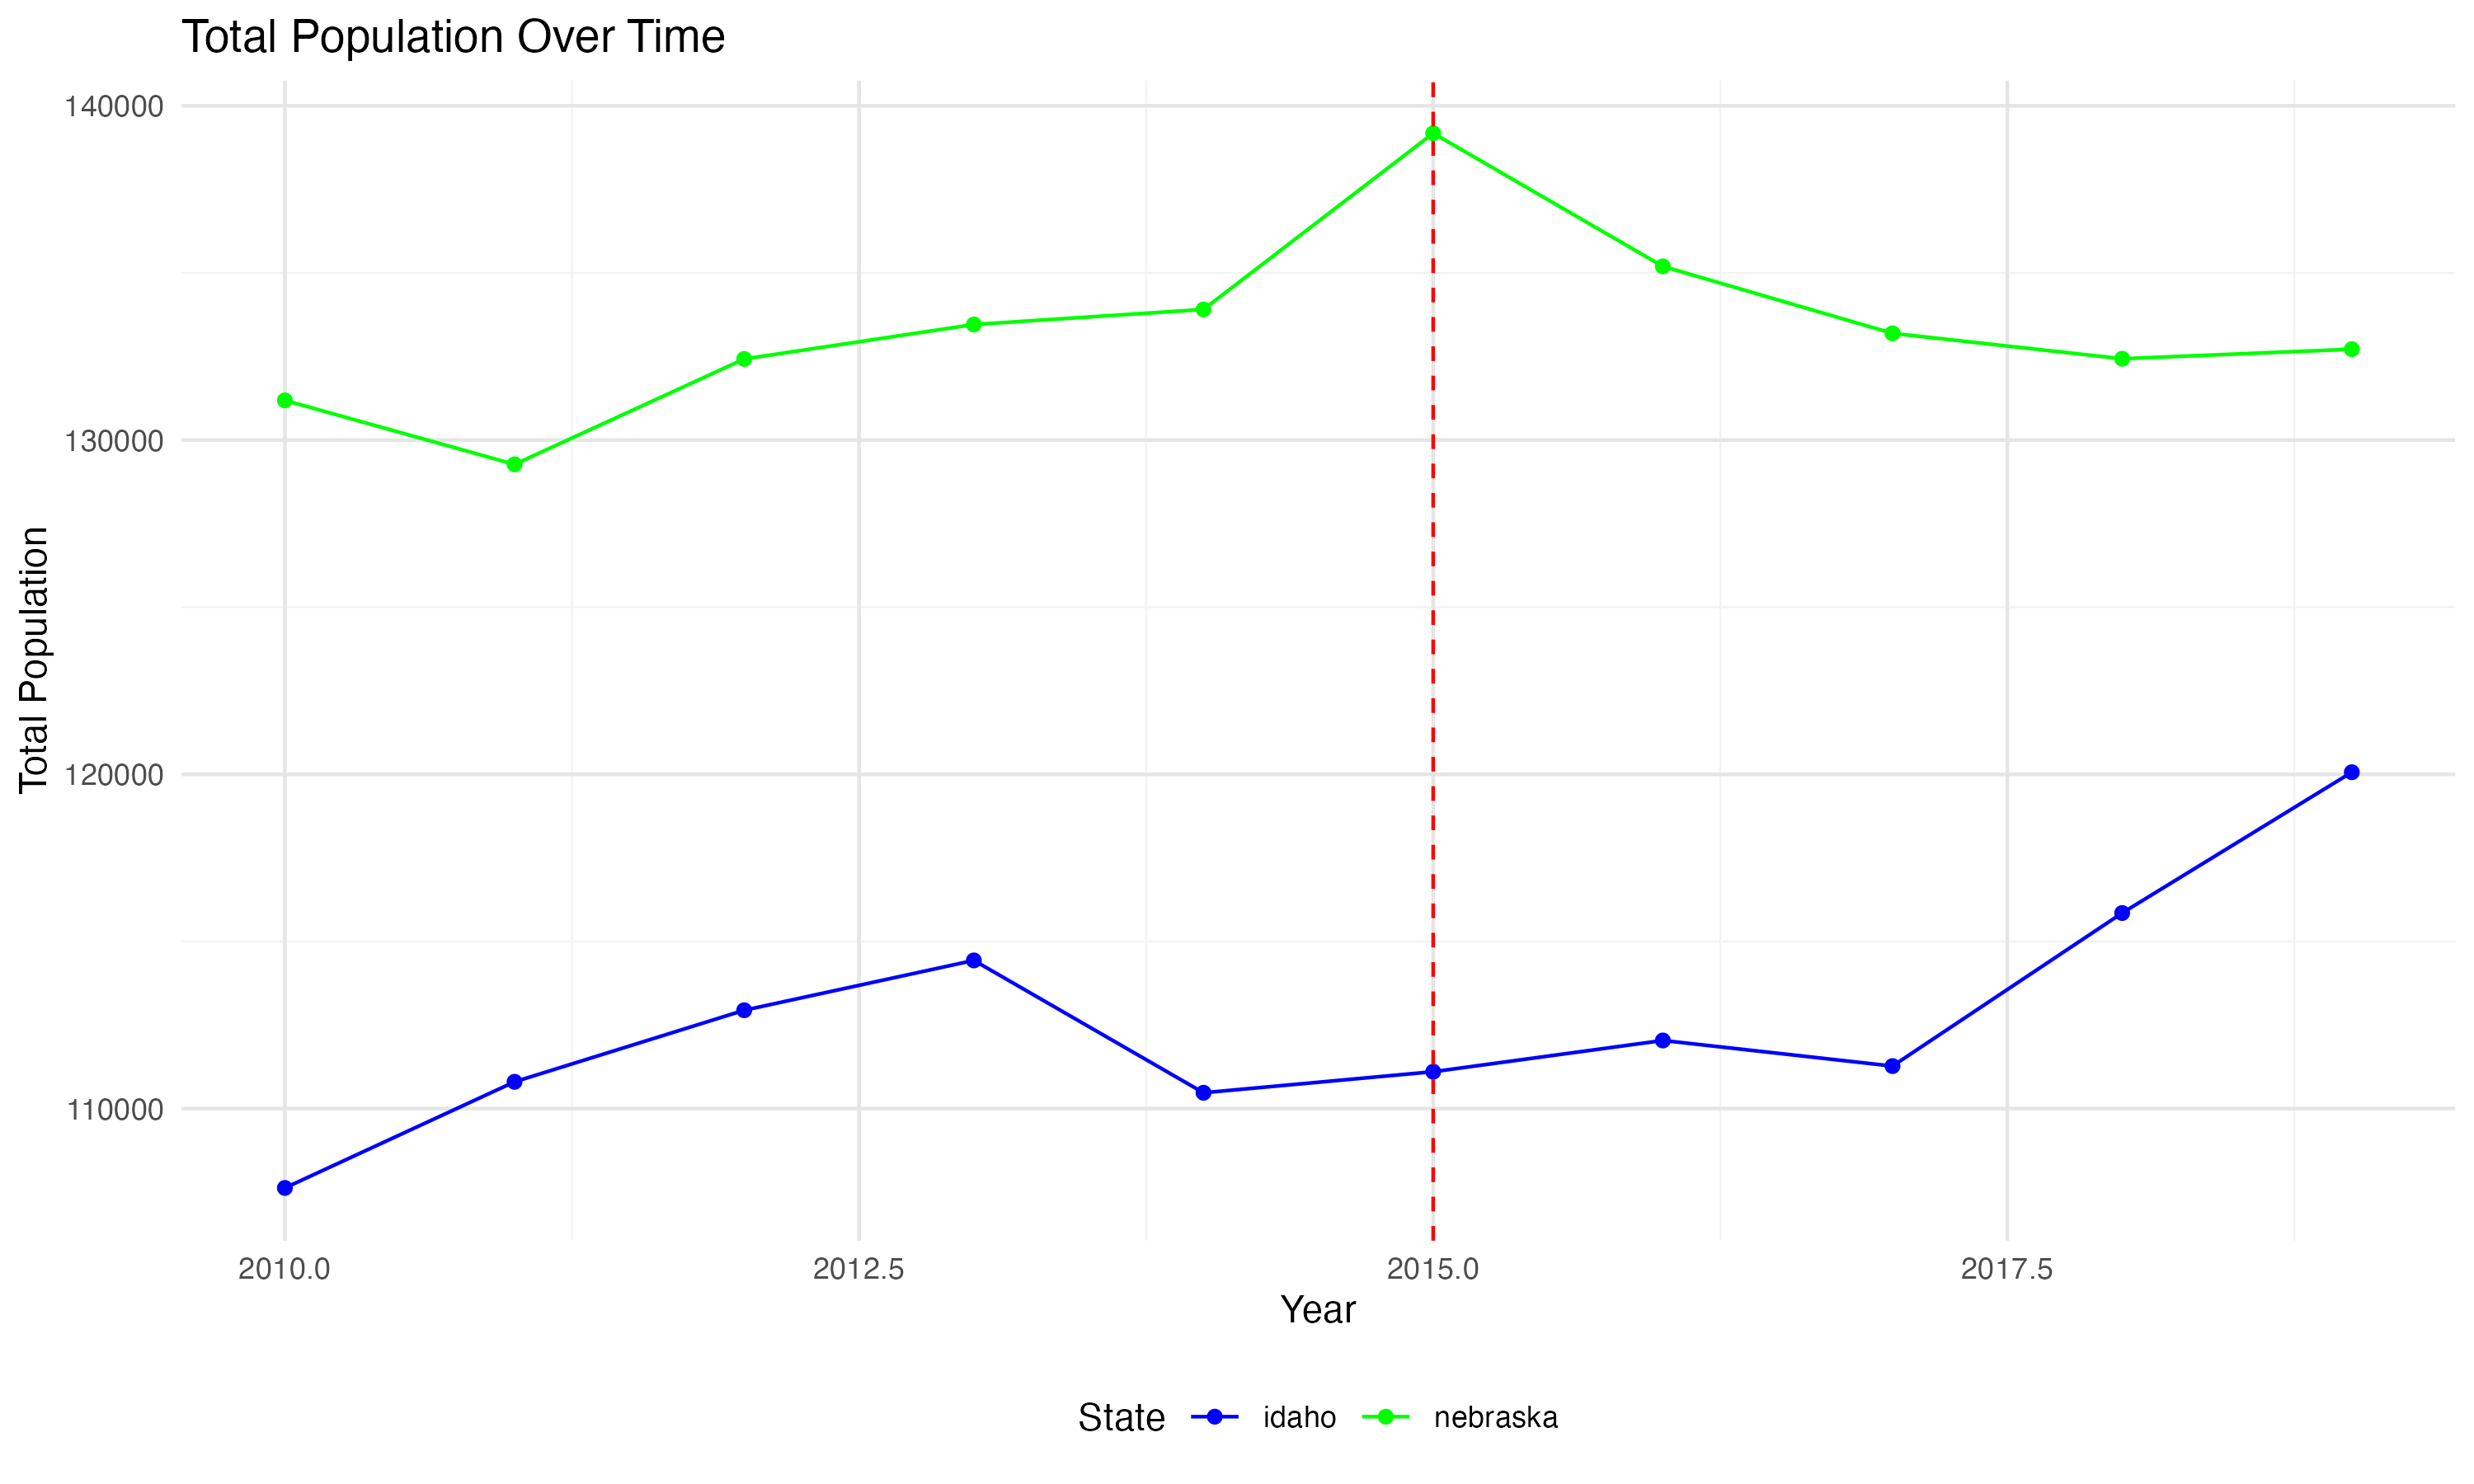 Total Population Over Time
Total Population
140000
130000
120000
110000
2010.0 2012.5 2015.0 2017.5
Year
State idaho nebraska